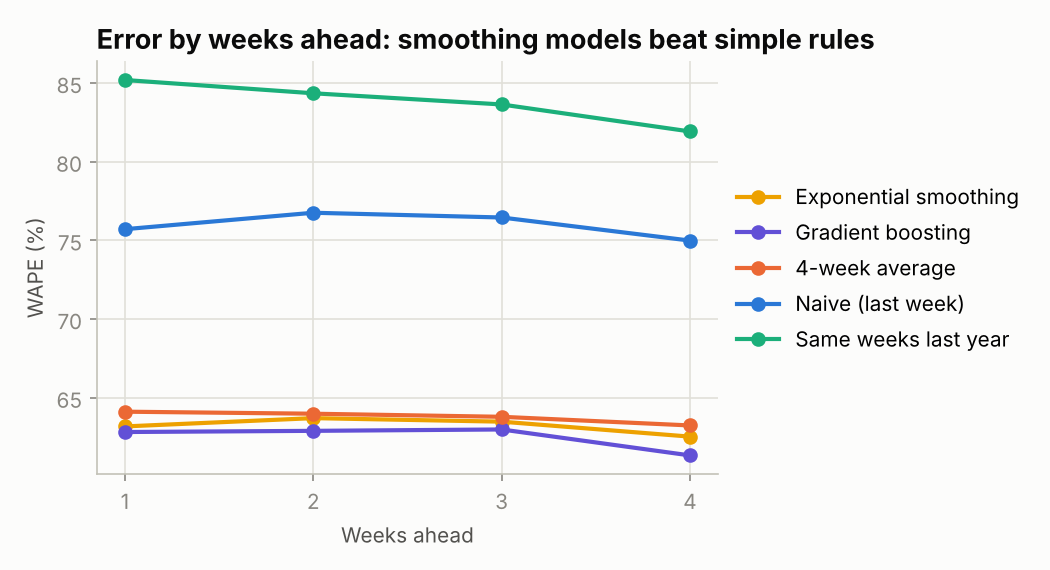 Error by weeks ahead: smoothing models beat simple rules
85
80
75
70
65
WAPE (%)
1 2 3 4
Weeks ahead
Exponential smoothing
Gradient boosting
4-week average
Naive (last week)
Same weeks last year